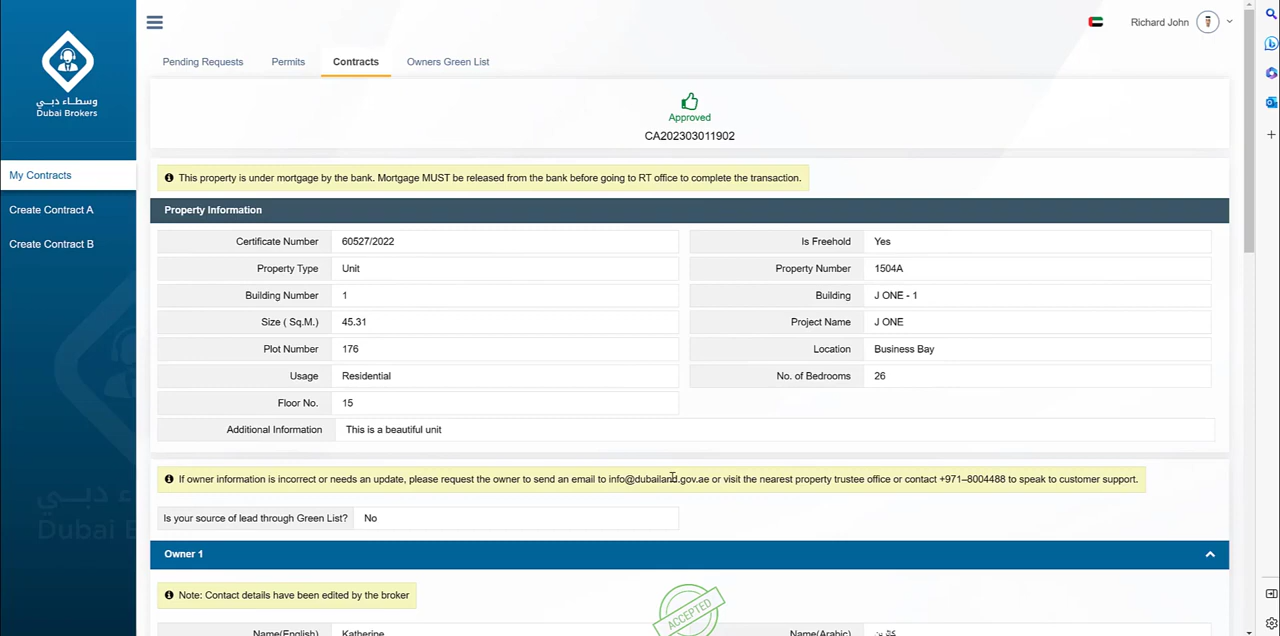 Richard John
وسطاء دبي
Dubai Brokers
Pending Requests
Permits
Contracts
Owners Green List
Approved
CA202303011902
My Contracts
Create Contract A
Create Contract B
This property is under mortgage by the bank. Mortgage MUST be released from the bank before going to RT office to complete the transaction.
Property Information
Certificate Number 60527/2022
Is Freehold Yes
Property Type Unit
Property Number 1504A
Building Number 1
Building J ONE - 1
Size ( Sq.M.) 45.31
Project Name J ONE
Plot Number 176
Location Business Bay
Usage Residential
No. of Bedrooms 26
Floor No. 15
Additional Information This is a beautiful unit
If owner information is incorrect or needs an update, please request the owner to send an email to info@dubailand.gov.ae or visit the nearest property trustee office or contact +971–8004488 to speak to customer support.
Is your source of lead through Green List? No
Owner 1
Note: Contact details have been edited by the broker
ACCEPTED
Name(English) Katherine
Name(Arabic)